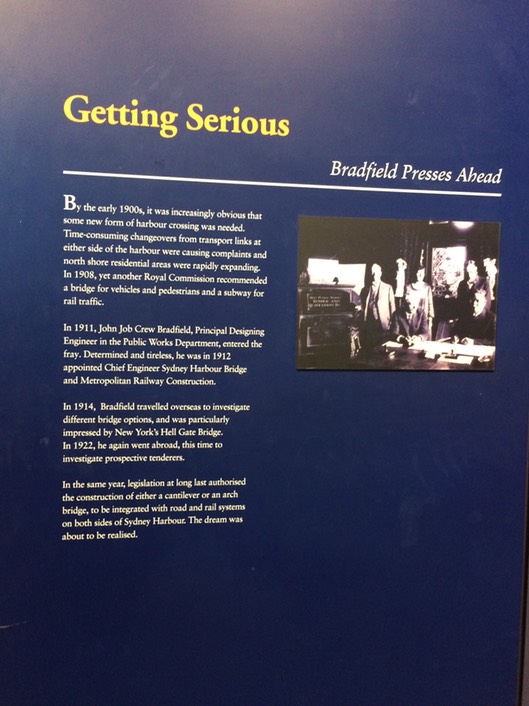 Getting Serious
Bradfield Presses Ahead
By the early 1900s, it was increasingly obvious that
some new form of harbour crossing was needed.
Time-consuming changeovers from transport links at
either side of the harbour were causing complaints and
north shore residential areas were rapidly expanding.
In 1908, yet another Royal Commission recommended
a bridge for vehicles and pedestrians and a subway for
rail traffic.
In 1911, John Job Crew Bradfield, Principal Designing
Engineer in the Public Works Department, entered the
fray. Determined and tireless, he was in 1912
appointed Chief Engineer Sydney Harbour Bridge
and Metropolitan Railway Construction.
In 1914, Bradfield travelled overseas to investigate
different bridge options, and was particularly
impressed by New York's Hell Gate Bridge.
In 1922, he again went abroad, this time to
investigate prospective tenderers.
In the same year, legislation at long last authorised
the construction of either a cantilever or an arch
bridge, to be integrated with road and rail systems
on both sides of Sydney Harbour. The dream was
about to be realised.